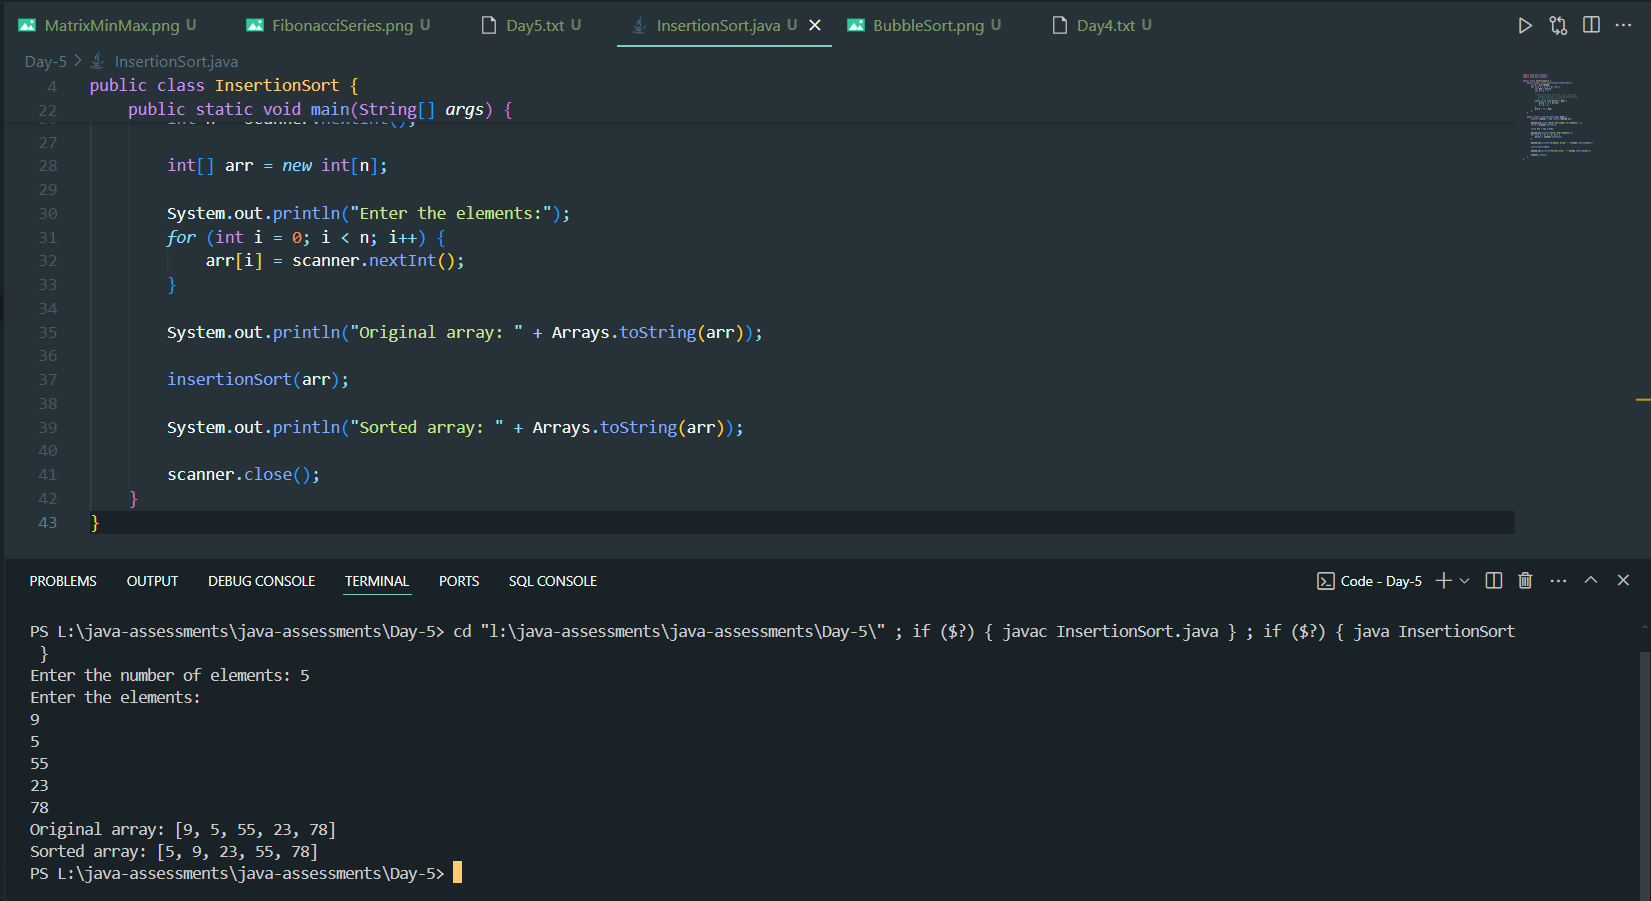 MatrixMinMax.png U FibonacciSeries.png U Day5.txt U InsertionSort.java U BubbleSort.png U Day4.txt U
Day-5 > InsertionSort.java
4 public class InsertionSort {
22 public static void main(String[] args) {
27
28 int[] arr = new int[n];
29
30 System.out.println("Enter the elements:");
31 for (int i = 0; i < n; i++) {
32 arr[i] = scanner.nextInt();
33 }
34
35 System.out.println("Original array: " + Arrays.toString(arr));
36
37 insertionSort(arr);
38
39 System.out.println("Sorted array: " + Arrays.toString(arr));
40
41 scanner.close();
42 }
43 }
PROBLEMS OUTPUT DEBUG CONSOLE TERMINAL PORTS SQL CONSOLE Code - Day-5
PS L:\java-assessments\java-assessments\Day-5> cd "l:\java-assessments\java-assessments\Day-5\" ; if ($?) { javac InsertionSort.java } ; if ($?) { java InsertionSort
}
Enter the number of elements: 5
Enter the elements:
9
5
55
23
78
Original array: [9, 5, 55, 23, 78]
Sorted array: [5, 9, 23, 55, 78]
PS L:\java-assessments\java-assessments\Day-5>